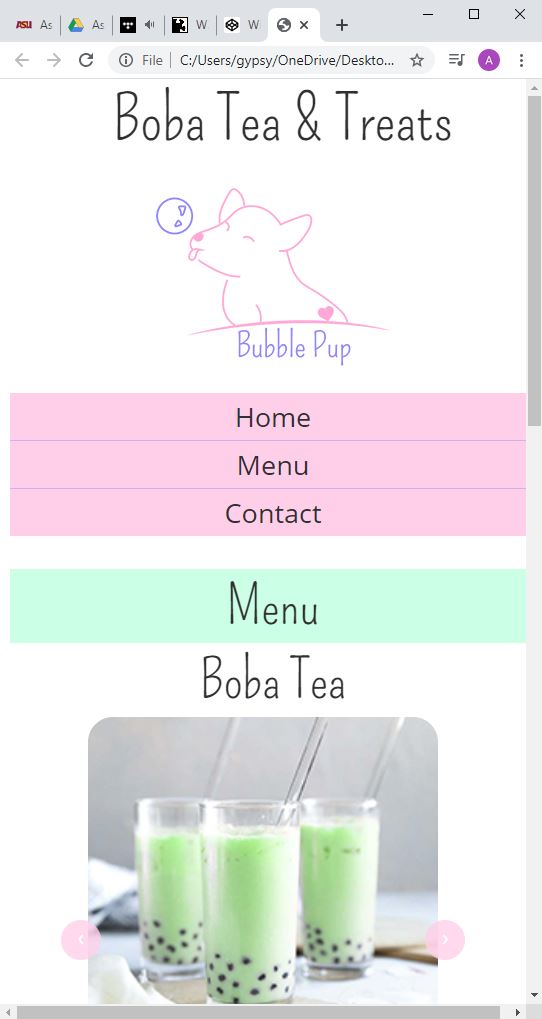 ASU As
As
W
W
File C:/Users/gypsy/OneDrive/Deskto...
A
Boba Tea & Treats
Bubble Pup
Home
Menu
Contact
Menu
Boba Tea